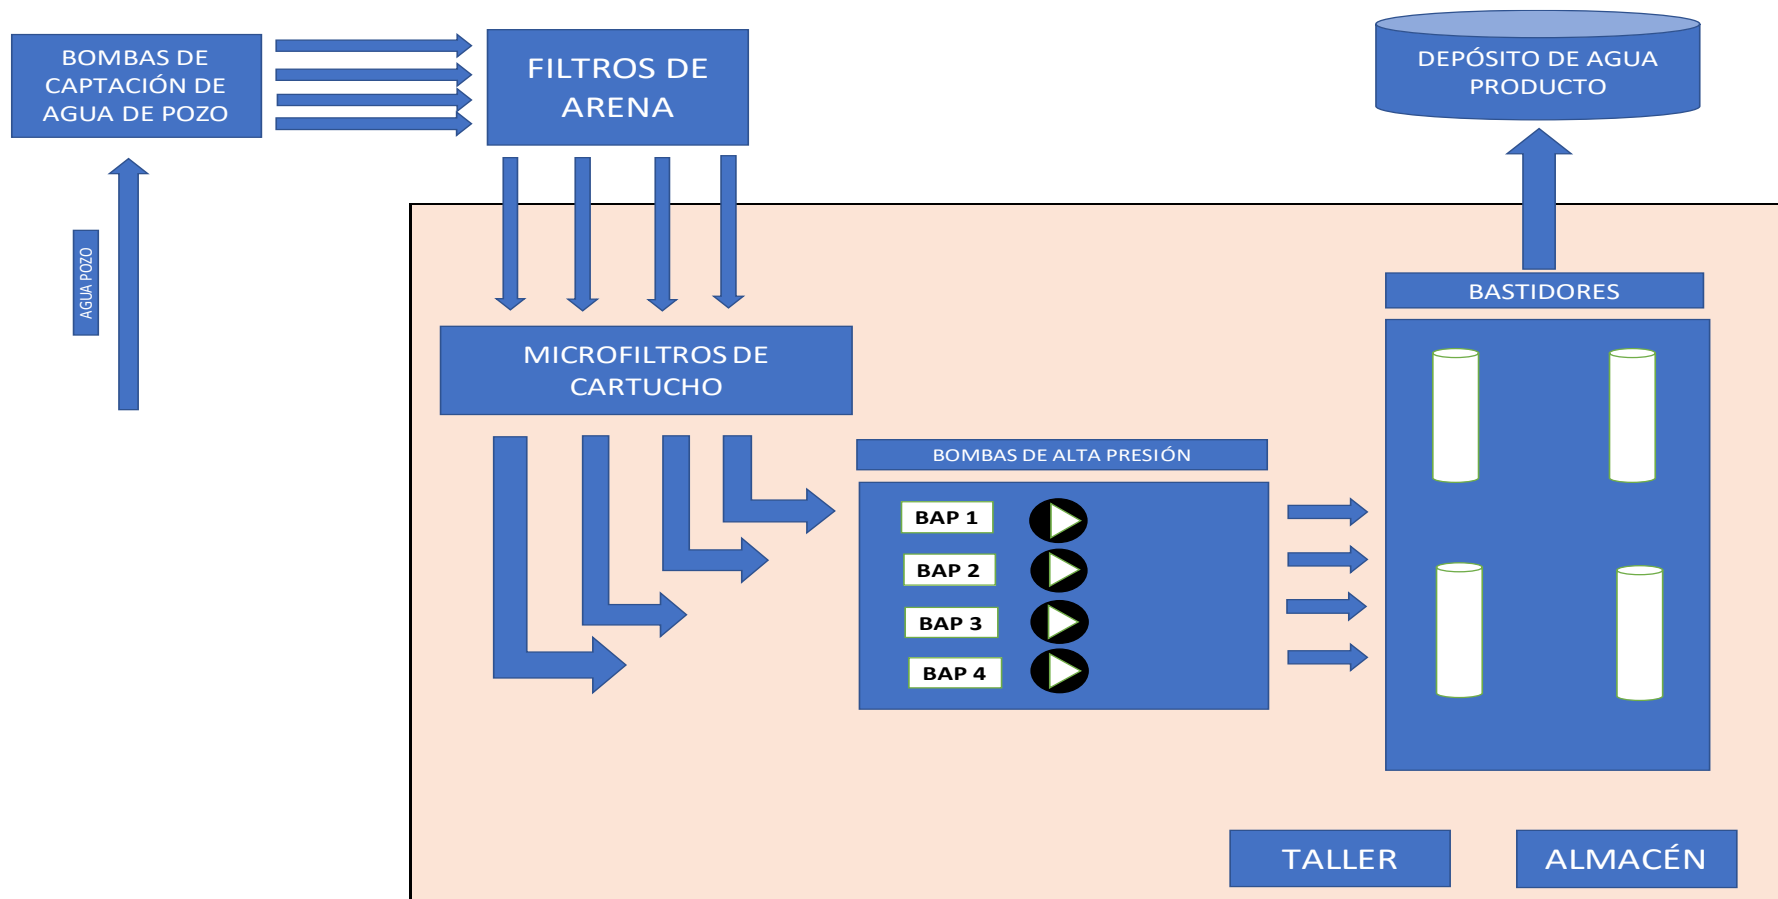 BOMBAS DE
CAPTACIÓN DE
AGUA DE POZO
FILTROS DE
ARENA
DEPÓSITO DE AGUA
PRODUCTO
AGUA POZO
BASTIDORES
MICROFILTROS DE
CARTUCHO
BOMBAS DE ALTA PRESIÓN
BAP 1
BAP 2
BAP 3
BAP 4
TALLER
ALMACÉN